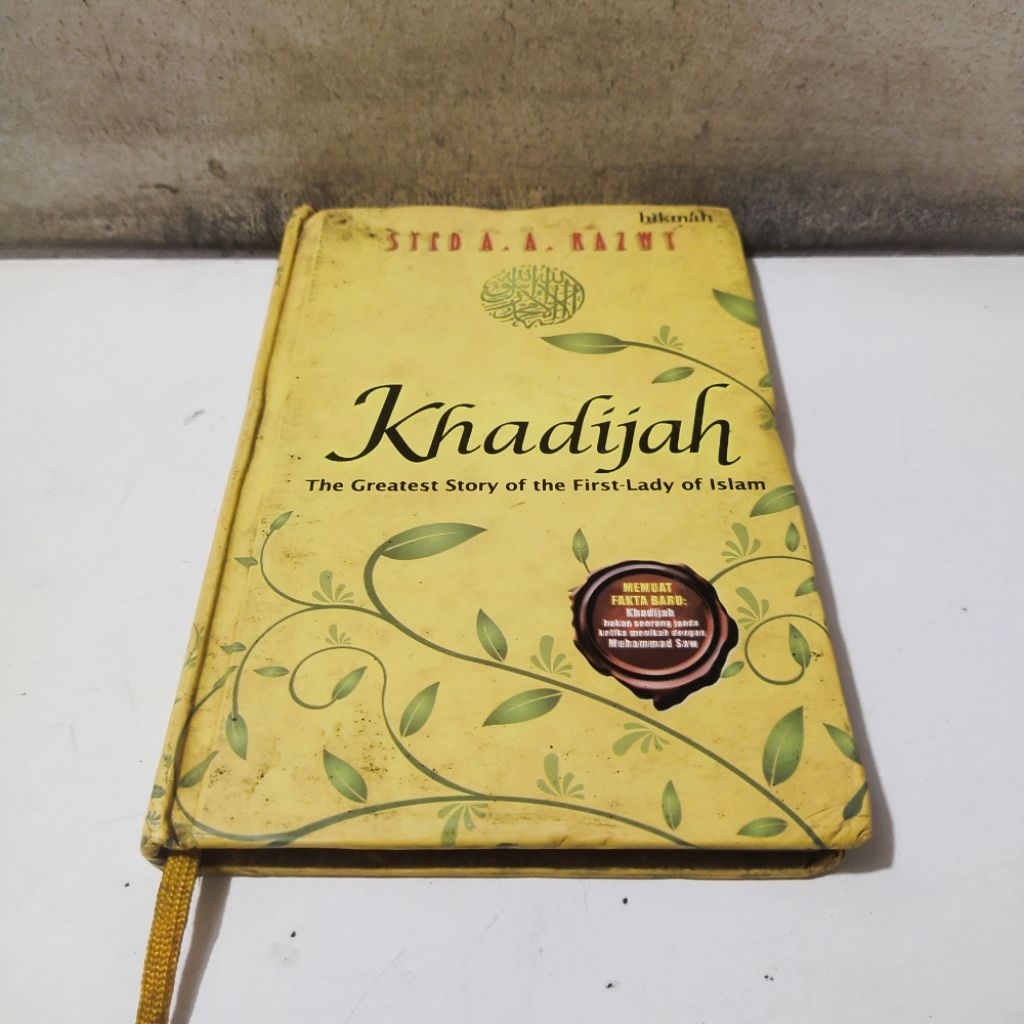 hikmah
SYED A. A. RAZWY
Khadijah
The Greatest Story of the First-Lady of Islam
MEMUAT
FAKTA BARU:
Khadijah
bukan seorang janda
ketika menikah dengan
Muhammad Saw